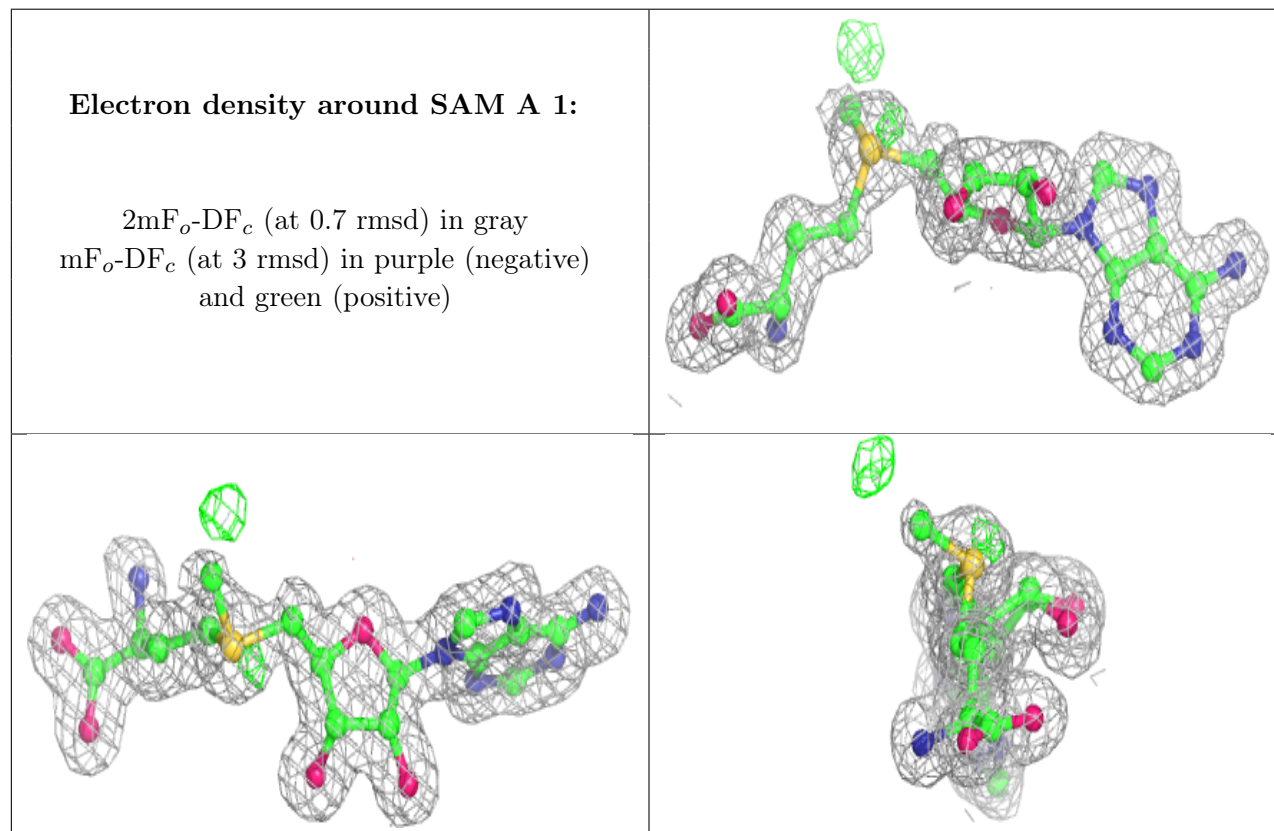 Electron density around SAM A 1:
2mFo-DFc (at 0.7 rmsd) in gray
mFo-DFc (at 3 rmsd) in purple (negative)
and green (positive)